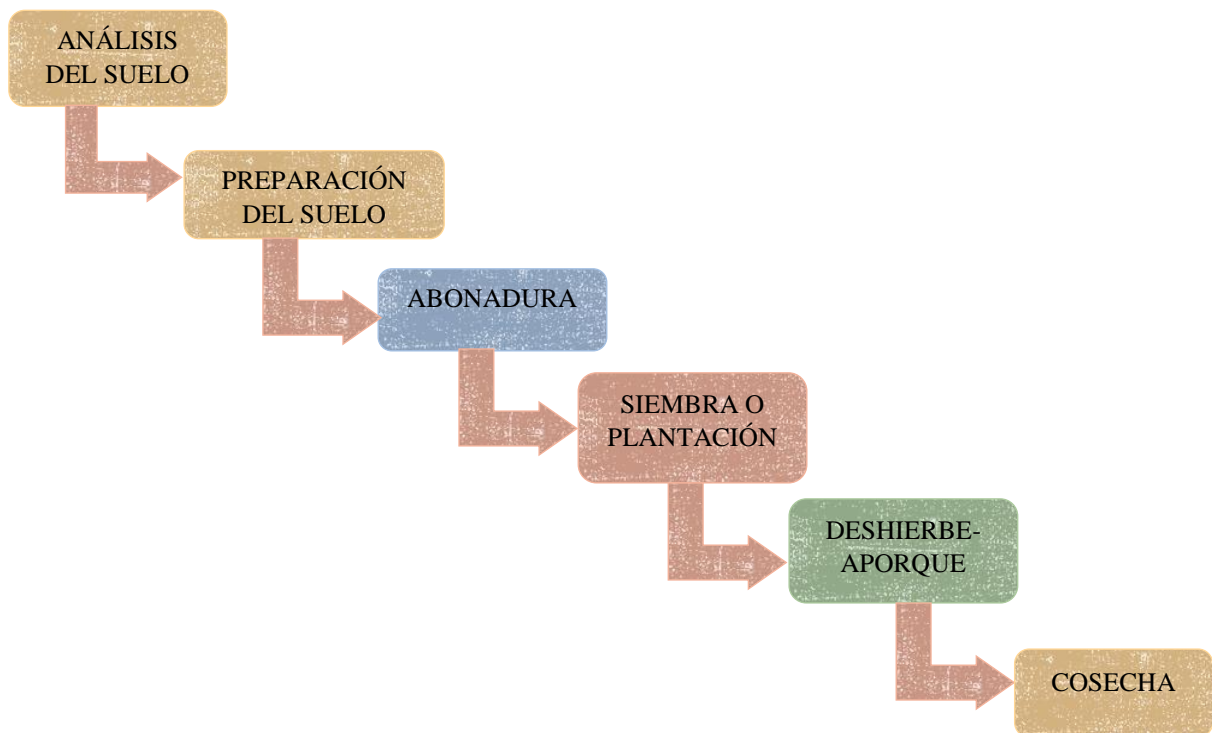 ANÁLISIS
DEL SUELO
PREPARACIÓN
DEL SUELO
ABONADURA
SIEMBRA O
PLANTACIÓN
DESHIERBE-
APORQUE
COSECHA